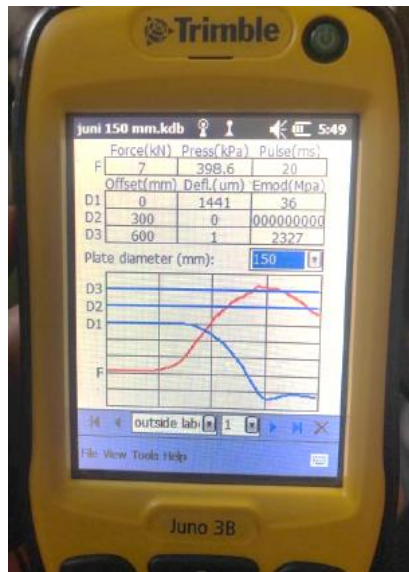 Trimble
juni 150 mm.kdb 5:49
Force(kN) Press(kPa) Pulse(ms)
F 7 398.6 20
Offset(mm) Defl.(um) Emod(Mpa)
D1 0 1441 36
D2 300 0 000000000
D3 600 1 2327
Plate diameter (mm): 150
D3
D2
D1
F
outside lab 1
File View Tools Help
Juno 3B